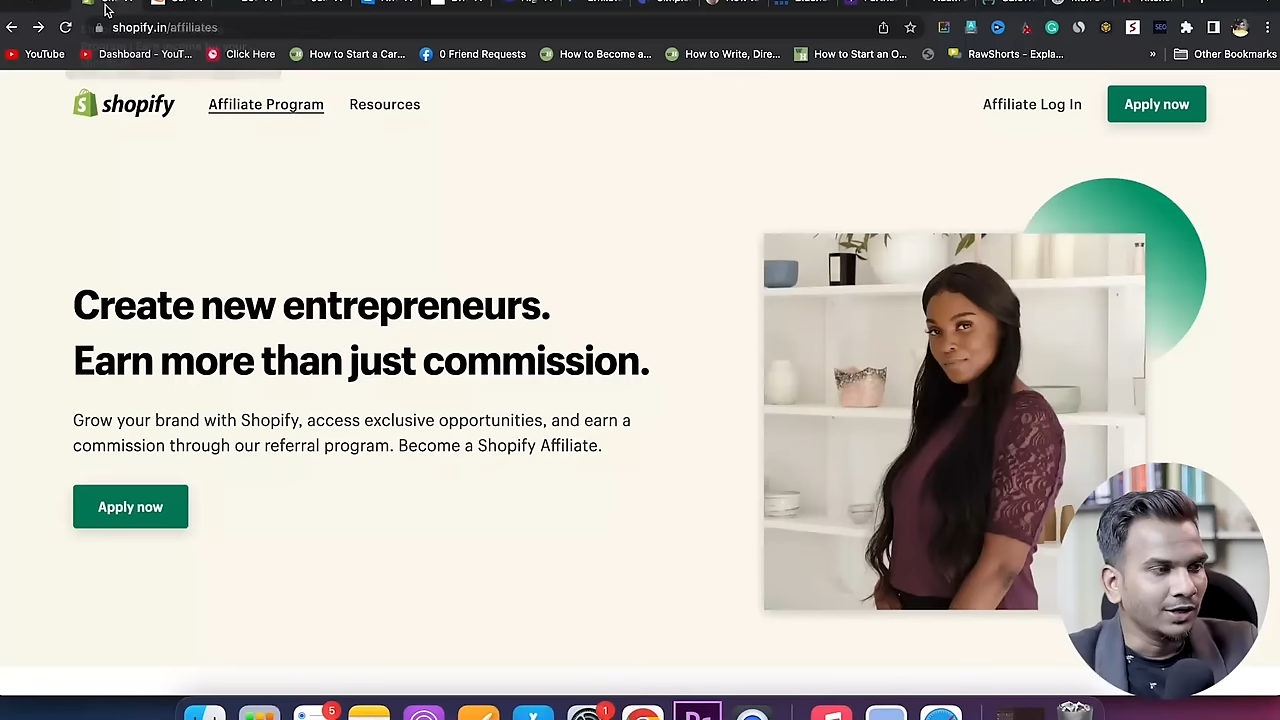 shopify.in/affiliates
YouTube
Dashboard - YouT...
Click Here
How to Start a Car...
0 Friend Requests
How to Become a...
How to Write, Dire...
How to Start an O...
RawShorts - Expla...
»
Other Bookmarks
shopify
Affiliate Program
Resources
Affiliate Log In
Apply now
Create new entrepreneurs.
Earn more than just commission.
Grow your brand with Shopify, access exclusive opportunities, and earn a
commission through our referral program. Become a Shopify Affiliate.
Apply now
5
1